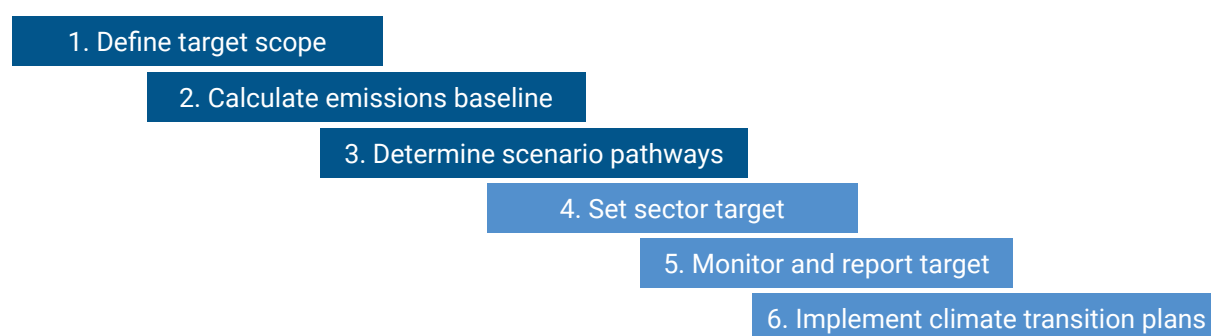 1. Define target scope
2. Calculate emissions baseline
3. Determine scenario pathways
4. Set sector target
5. Monitor and report target
6. Implement climate transition plans